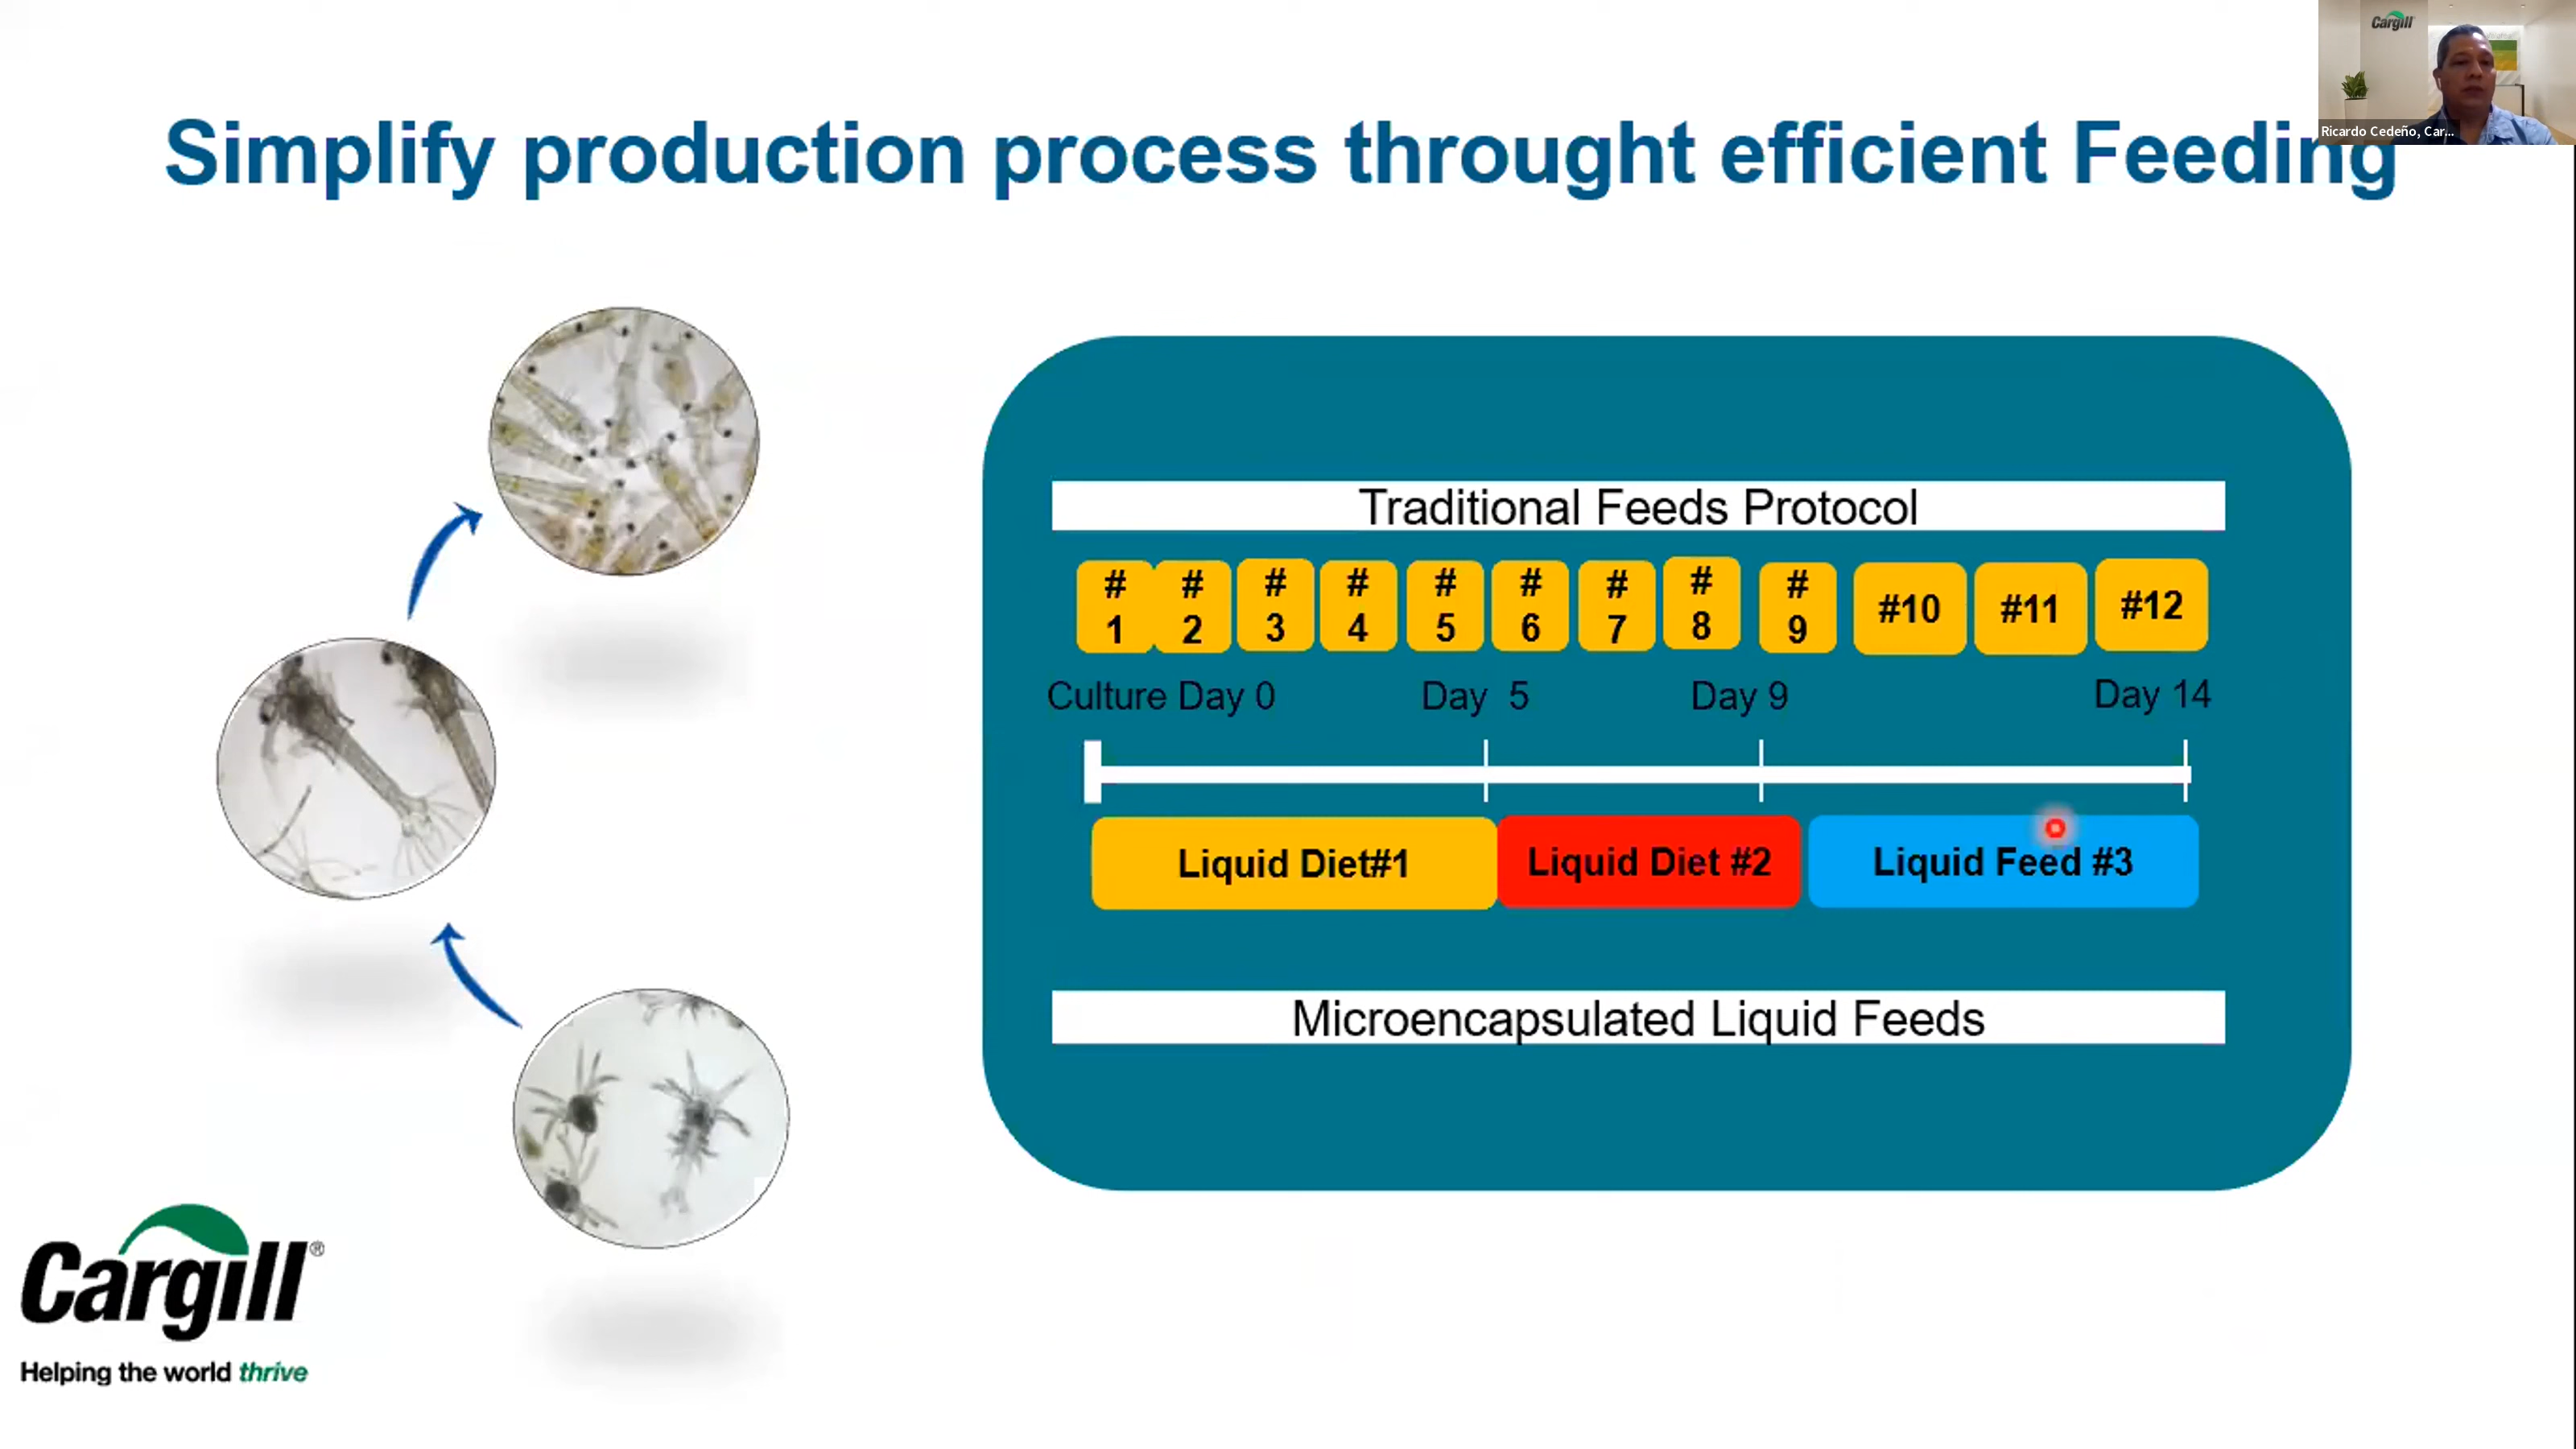 Cargill
Ricardo Cedeño, Car...
Simplify production process throught efficient Feeding
Traditional Feeds Protocol
# # # # # # # # #
1 2 3 4 5 6 7 8 9 #10 #11 #12
Culture Day 0 Day 5 Day 9 Day 14
Liquid Diet#1 Liquid Diet #2 Liquid Feed #3
Microencapsulated Liquid Feeds
Cargill®
Helping the world thrive